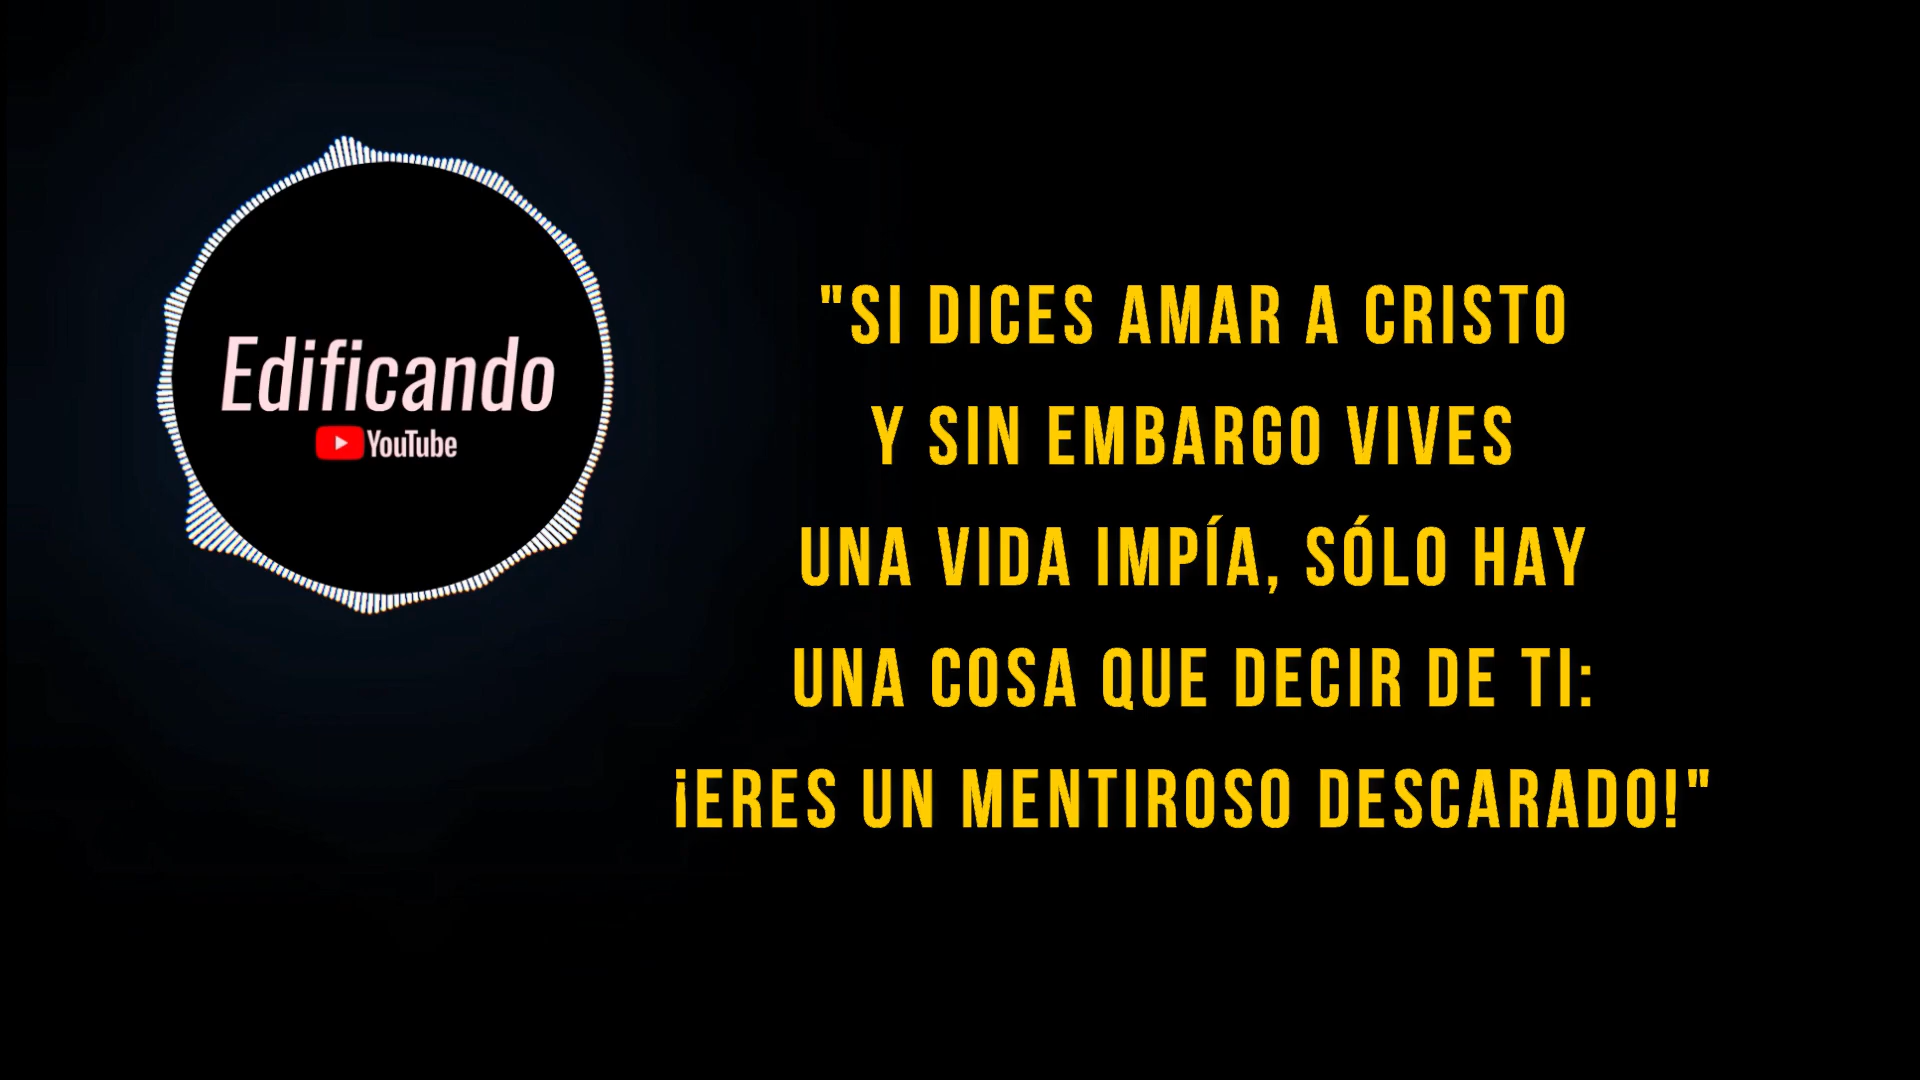 Edificando
YouTube
"SI DICES AMAR A CRISTO
Y SIN EMBARGO VIVES
UNA VIDA IMPÍA, SÓLO HAY
UNA COSA QUE DECIR DE TI:
¡ERES UN MENTIROSO DESCARADO!"